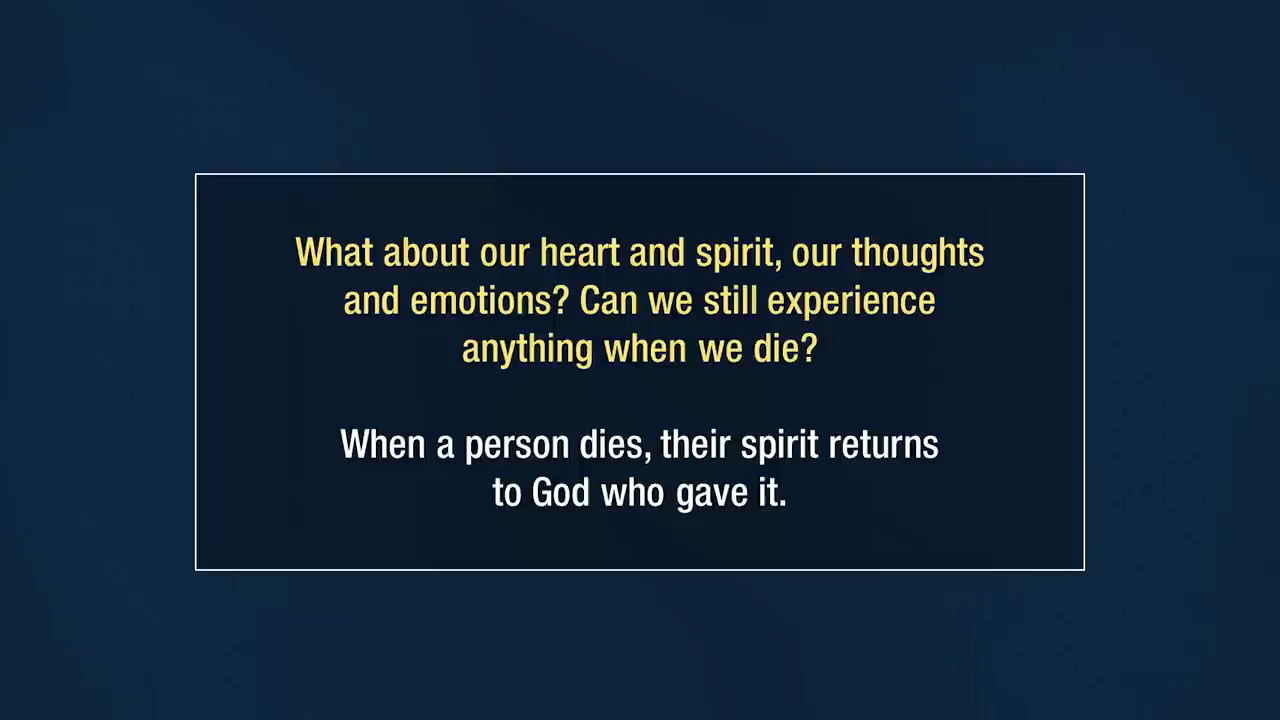 What about our heart and spirit, our thoughts
and emotions? Can we still experience
anything when we die?
When a person dies, their spirit returns
to God who gave it.